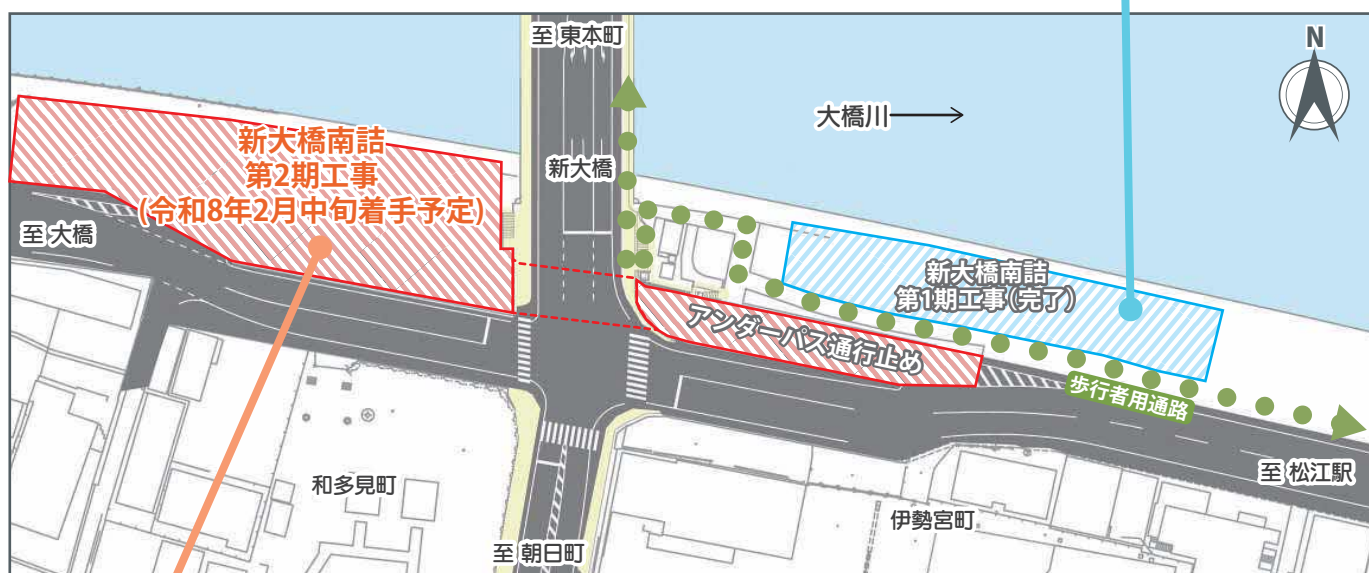 至 東本町
N
大橋川
新大橋南詰
第2期工事
(令和8年2月中旬着手予定)
新大橋
至 大橋
新大橋南詰
第1期工事(完了)
アンダーパス通行止め
歩行者用通路
至 松江駅
和多見町
伊勢宮町
至 朝日町